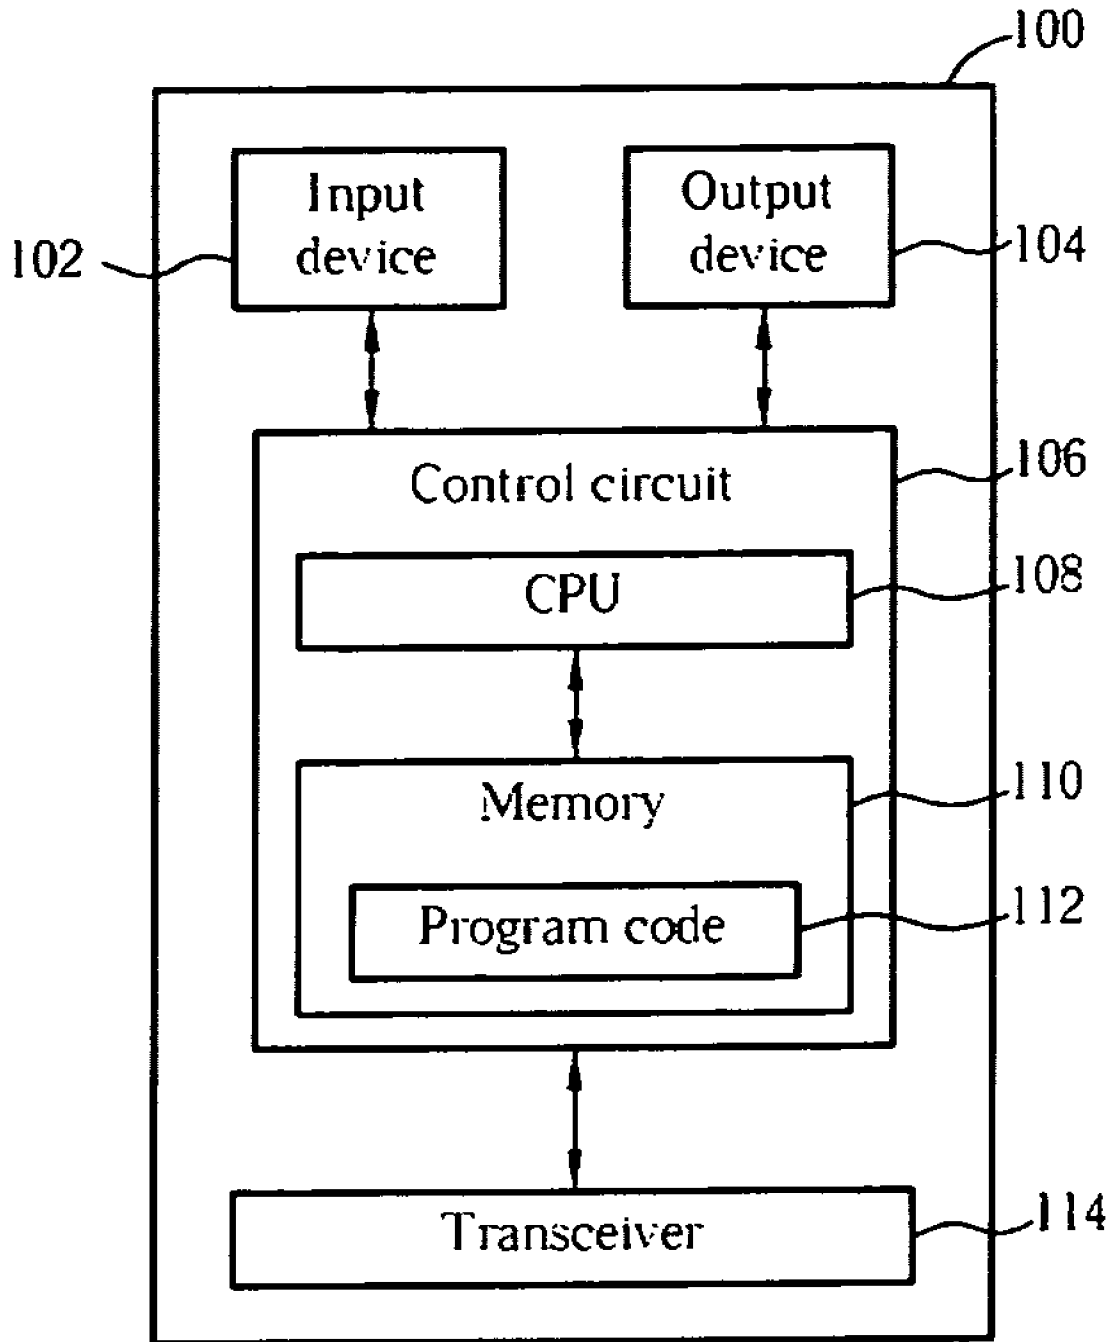 100
Input
device
Output
device
102
104
Control circuit
106
CPU
108
Memory
110
Program code
112
Transceiver
114